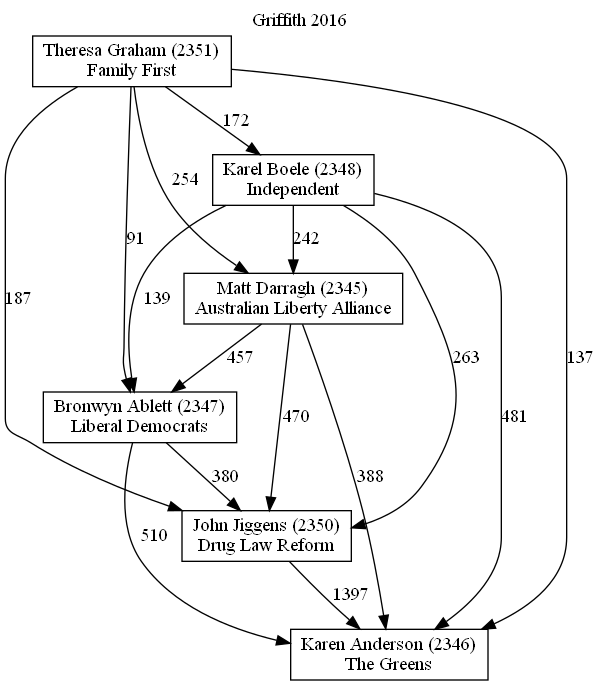 Griffith 2016
Theresa Graham (2351)
Family First
172
Karel Boele (2348)
Independent
254
91
242
139
187
Matt Darragh (2345)
Australian Liberty Alliance
457
263
137
Bronwyn Ablett (2347)
Liberal Democrats
470
481
380
388
John Jiggens (2350)
Drug Law Reform
510
1397
Karen Anderson (2346)
The Greens